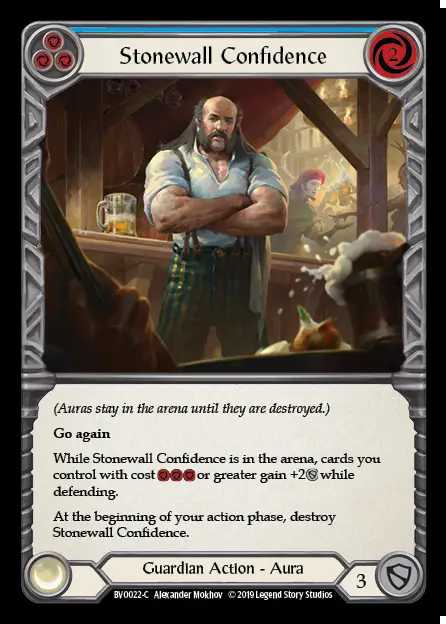 Stonewall Confidence
2
(Auras stay in the arena until they are destroyed.)
Go again
While Stonewall Confidence is in the arena, cards you
control with cost or greater gain +2 while
defending.
At the beginning of your action phase, destroy
Stonewall Confidence.
Guardian Action - Aura
3
BVO022-C Alexander Mokhov © 2019 Legend Story Studios